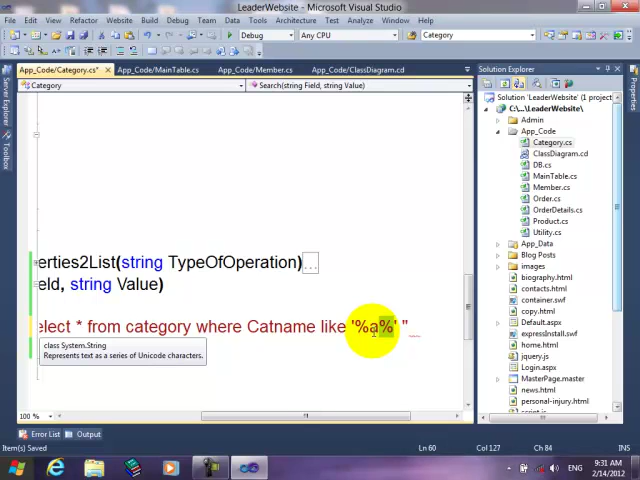 LeaderWebsite - Microsoft Visual Studio
File Edit View Refactor Website Build Debug Team Data Tools Architecture Test Analyze Window Help
Debug Any CPU Category
App_Code/Category.cs* App_Code/MainTable.cs App_Code/Member.cs App_Code/ClassDiagram.cd
Category Search(string Field, string Value)
Server Explorer
Toolbox
erties2List(string TypeOfOperation)...
eld, string Value)
elect * from category where Catname like '%a%' "
class System.String
Represents text as a series of Unicode characters.
100 %
Error List Output
Solution Explorer
Solution 'LeaderWebsite' (1 project
C:\...\LeaderWebsite\
Admin
App_Code
Category.cs
ClassDiagram.cd
DB.cs
MainTable.cs
Member.cs
Order.cs
OrderDetails.cs
Product.cs
Utility.cs
App_Data
Blog Posts
images
biography.html
contacts.html
container.swf
copy
Default.aspx
expressInstall.swf
home.html
jquery.js
Login.aspx
MasterPage.master
news.html
personal-injury.html
script.js
Properties
Item(s) Saved Ln 60 Col 127 Ch 84
ENG 9:31 AM
2/14/2012